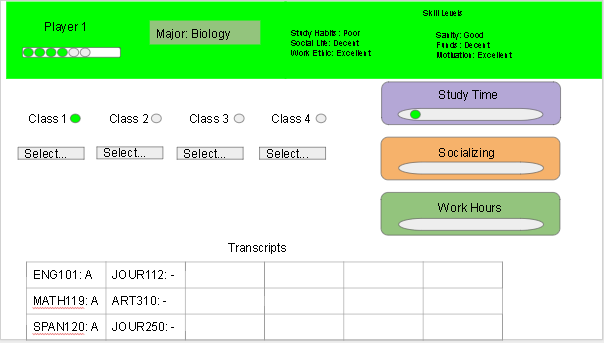 Skill Levels
Player 1
Major: Biology
Study Habits : Poor
Social Life: Decent
Work Ethic: Excellent
Sanity: Good
Funds : Decent
Motivation: Excellent
Study Time
Class 1
Class 2
Class 3
Class 4
Select...
Select...
Select...
Select...
Socializing
Work Hours
Transcripts
ENG101: A
JOUR112: -
MATH119: A
ART310: -
SPAN120: A
JOUR250: -